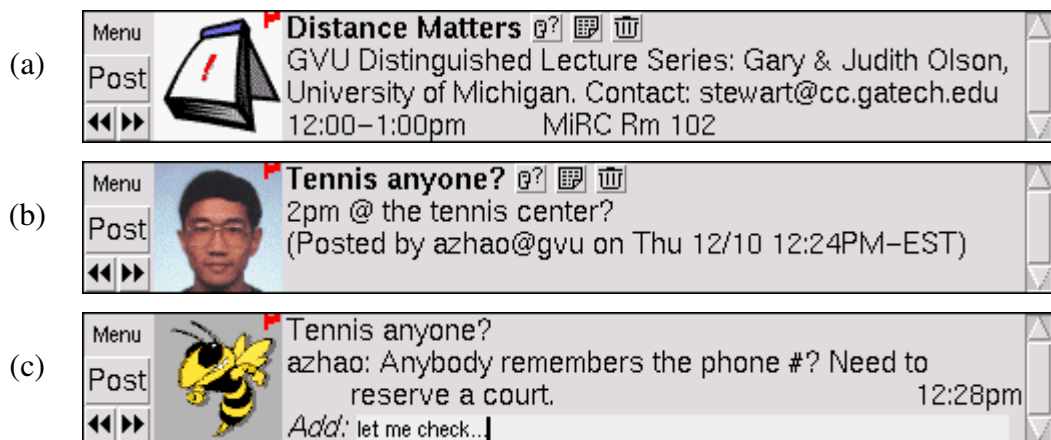 (a)
Menu
Post
Distance Matters
GVU Distinguished Lecture Series: Gary & Judith Olson,
University of Michigan. Contact: stewart@cc.gatech.edu
12:00-1:00pm MiRC Rm 102
(b)
Menu
Post
Tennis anyone?
2pm @ the tennis center?
(Posted by azhao@gvu on Thu 12/10 12:24PM-EST)
(c)
Menu
Post
Tennis anyone?
azhao: Anybody remembers the phone #? Need to
reserve a court. 12:28pm
Add: let me check...